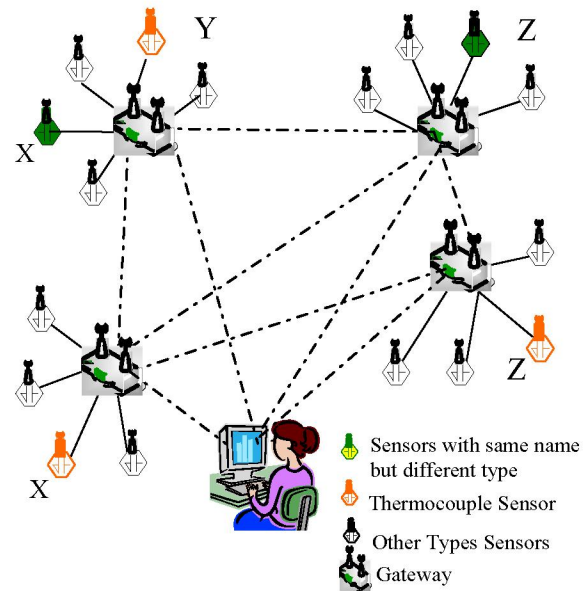 Y
Z
X
Z
X
Sensors with same name
but different type
Thermocouple Sensor
Other Types Sensors
Gateway